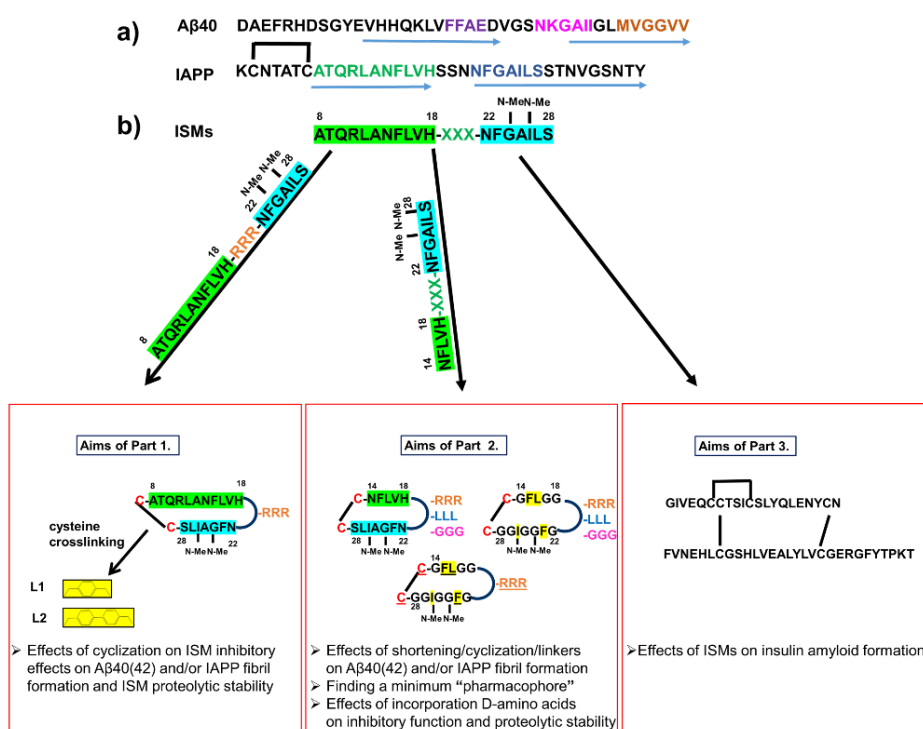 a)
Aβ40 DAEFRHDSGYEVHHQKLVFFAEDVGSNKGAIIGLMVGGVV
IAPP KCNTATCATQRLANFLVHSSNNFGAILSSTNVGSNTY
b)
ISMs
N-Me N-Me
8 18 22 28
ATQRLANFLVH-XXX-NFGAILS
N-Me N-Me
8 18 22 28
ATQRLANFLVH-RRR-NFGAILS
N-Me N-Me
14 18 22 28
NFLVH-XXX-NFGAILS
Aims of Part 1.
8 18
C-ATQRLANFLVH
-RRR
C-SLIAGFN
28 22
N-Me N-Me
cysteine
crosslinking
L1
L2
➢ Effects of cyclization on ISM inhibitory
effects on Aβ40(42) and/or IAPP fibril
formation and ISM proteolytic stability
Aims of Part 2.
14 18
C-NFLVH
-RRR
-LLL
-GGG
C-SLIAGFN
28 22
N-Me N-Me
14 18
C-GFLGG
-RRR
-LLL
-GGG
C-GGIGGFG
28 22
N-Me N-Me
14
C-GFLGG
-RRR
C-GGIGGFG
28
N-Me N-Me
➢ Effects of shortening/cyclization/linkers
on Aβ40(42) and/or IAPP fibril formation
➢ Finding a minimum “pharmacophore”
➢ Effects of incorporation D-amino acids
on inhibitory function and proteolytic stability
Aims of Part 3.
GIVEQCCTSICSLYQLENYCN
FVNEHLCGSHLVEALYLVCGERGFYTPKT
➢Effects of ISMs on insulin amyloid formation